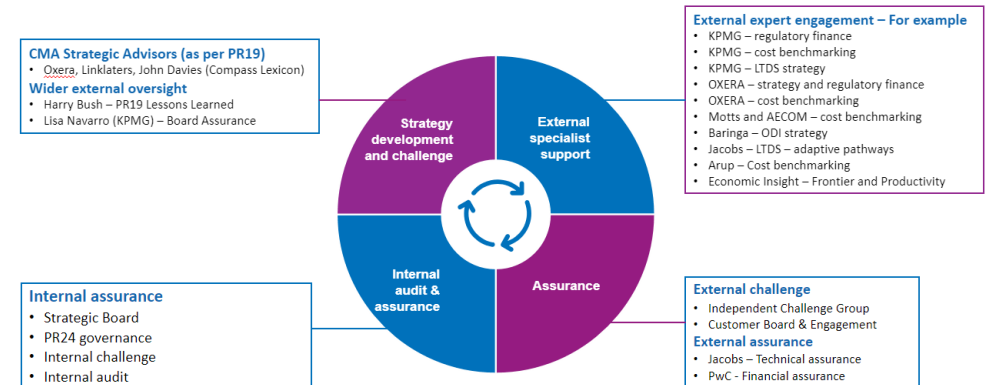 CMA Strategic Advisors (as per PR19)
• Oxera, Linklaters, John Davies (Compass Lexicon)
Wider external oversight
• Harry Bush – PR19 Lessons Learned
• Lisa Navarro (KPMG) – Board Assurance
External expert engagement – For example
• KPMG – regulatory finance
• KPMG – cost benchmarking
• KPMG – LTDS strategy
• OXERA – strategy and regulatory finance
• OXERA – cost benchmarking
• Motts and AECOM – cost benchmarking
• Baringa – ODI strategy
• Jacobs – LTDS – adaptive pathways
• Arup – Cost benchmarking
• Economic Insight – Frontier and Productivity
Strategy
development
and challenge
External
specialist
support
Internal
audit &
assurance
Assurance
Internal assurance
• Strategic Board
• PR24 governance
• Internal challenge
• Internal audit
External challenge
• Independent Challenge Group
• Customer Board & Engagement
External assurance
• Jacobs – Technical assurance
• PwC - Financial assurance